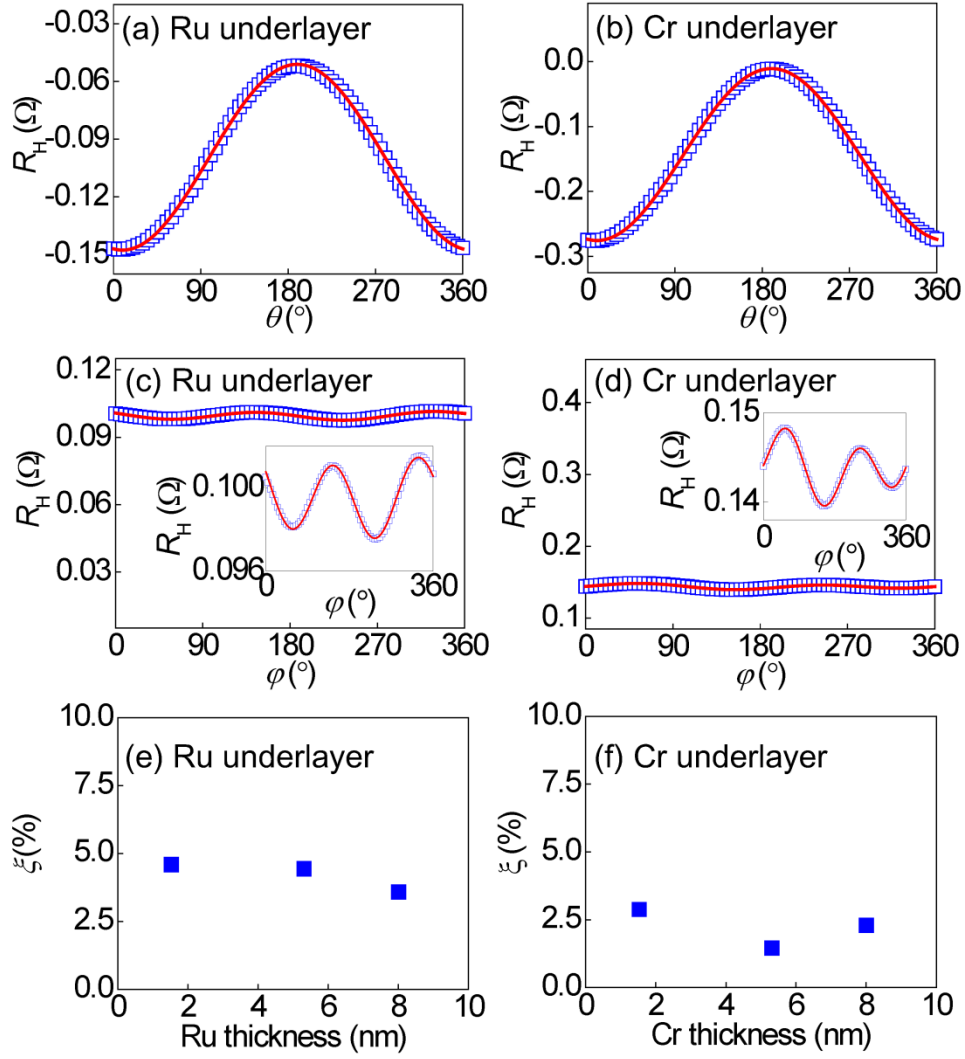 (a) Ru underlayer
-0.03
-0.06
-0.09
-0.12
-0.15
R_H (Ω)
0 90 180 270 360
θ(°)
(b) Cr underlayer
0.0
-0.1
-0.2
-0.3
R_H (Ω)
0 90 180 270 360
θ(°)
(c) Ru underlayer
0.12
0.09
0.06
0.03
R_H (Ω)
0.100
0.096
R_H (Ω)
0 360
φ(°)
0 90 180 270 360
φ(°)
(d) Cr underlayer
0.4
0.3
0.2
0.1
R_H (Ω)
0.15
0.14
R_H (Ω)
0 360
φ(°)
0 90 180 270 360
φ(°)
(e) Ru underlayer
10.0
7.5
5.0
2.5
0.0
ξ(%)
0 2 4 6 8 10
Ru thickness (nm)
(f) Cr underlayer
10.0
7.5
5.0
2.5
0.0
ξ(%)
0 2 4 6 8 10
Cr thickness (nm)